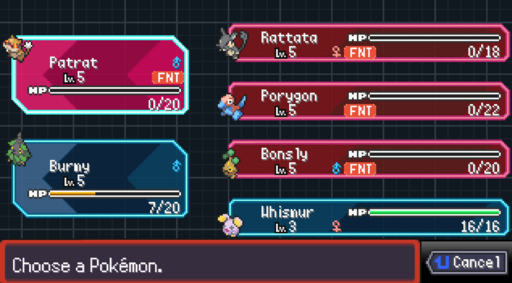 Patrat ♂
Lv.5
FNT
HP
0/20
Burmy ♂
Lv.5
HP
7/20
Rattata HP
Lv.5 ♀ FNT 0/18
Porygon HP
Lv.5 FNT 0/22
Bonsly HP
Lv.5 ♂ FNT 0/20
Whismur HP
Lv.3 ♀ 16/16
Choose a Pokémon.
Cancel